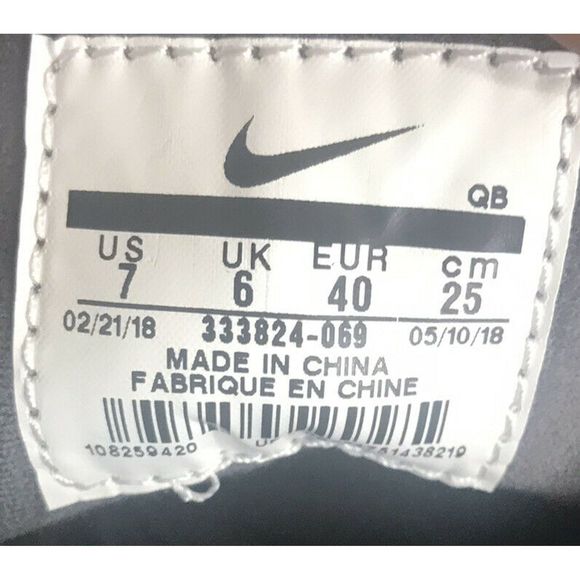 QB
US UK EUR cm
7 6 40 25
02/21/18 333824-069 05/10/18
MADE IN CHINA
FABRIQUE EN CHINE
108259420